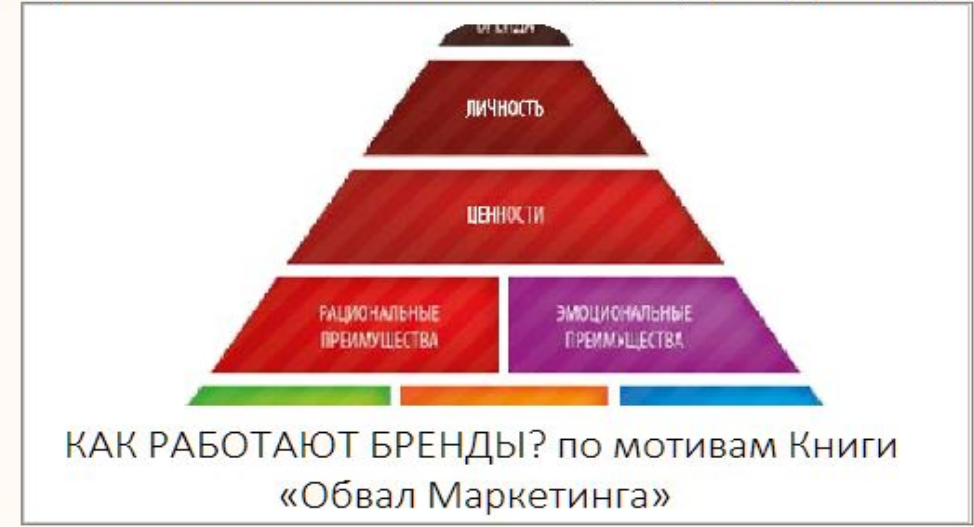 ЛИЧНОСТЬ
ЦЕННОСТИ
РАЦИОНАЛЬНЫЕ
ПРЕИМУЩЕСТВА
ЭМОЦИОНАЛЬНЫЕ
ПРЕИМУЩЕСТВА
КАК РАБОТАЮТ БРЕНДЫ? по мотивам Книги
«Обвал Маркетинга»